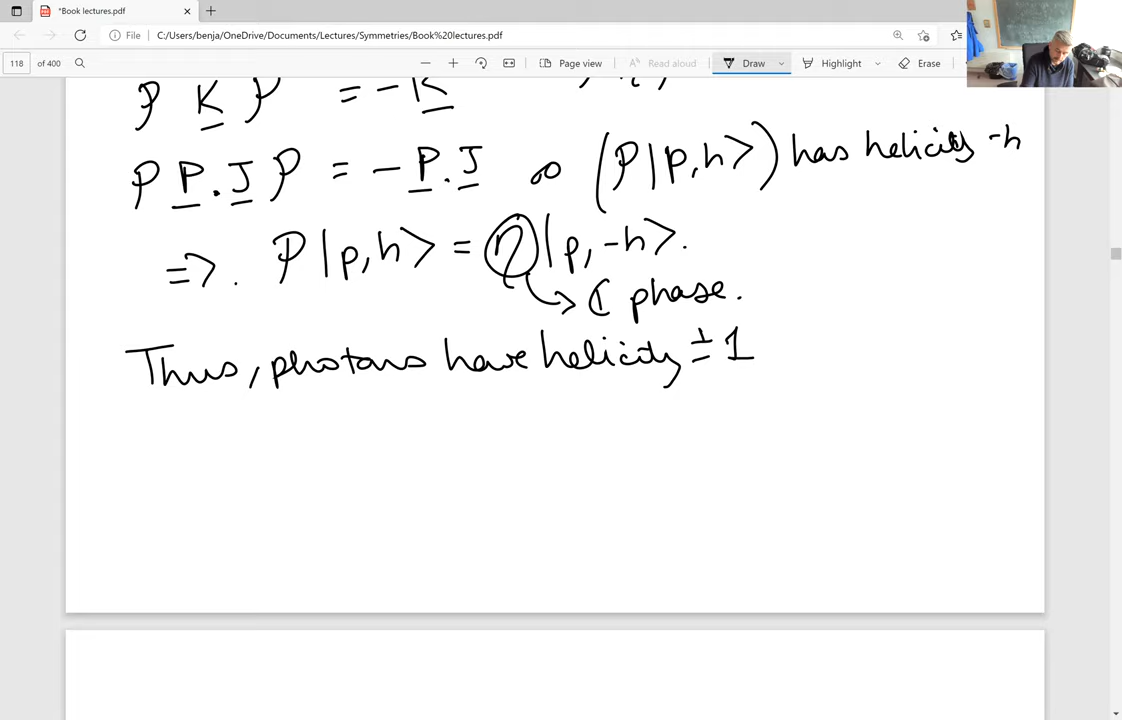 *Book lectures.pdf
File C:/Users/benja/OneDrive/Documents/Lectures/Symmetries/Book%20lectures.pdf
118 of 400 Page view Read aloud Draw Highlight Erase
P K P = - K
P P . J P = - P . J so (P|p,h>) has helicity -h
=> . P|p,h> = η|p,-h> .
→ ℂ phase .
Thus, photons have helicity ± 1